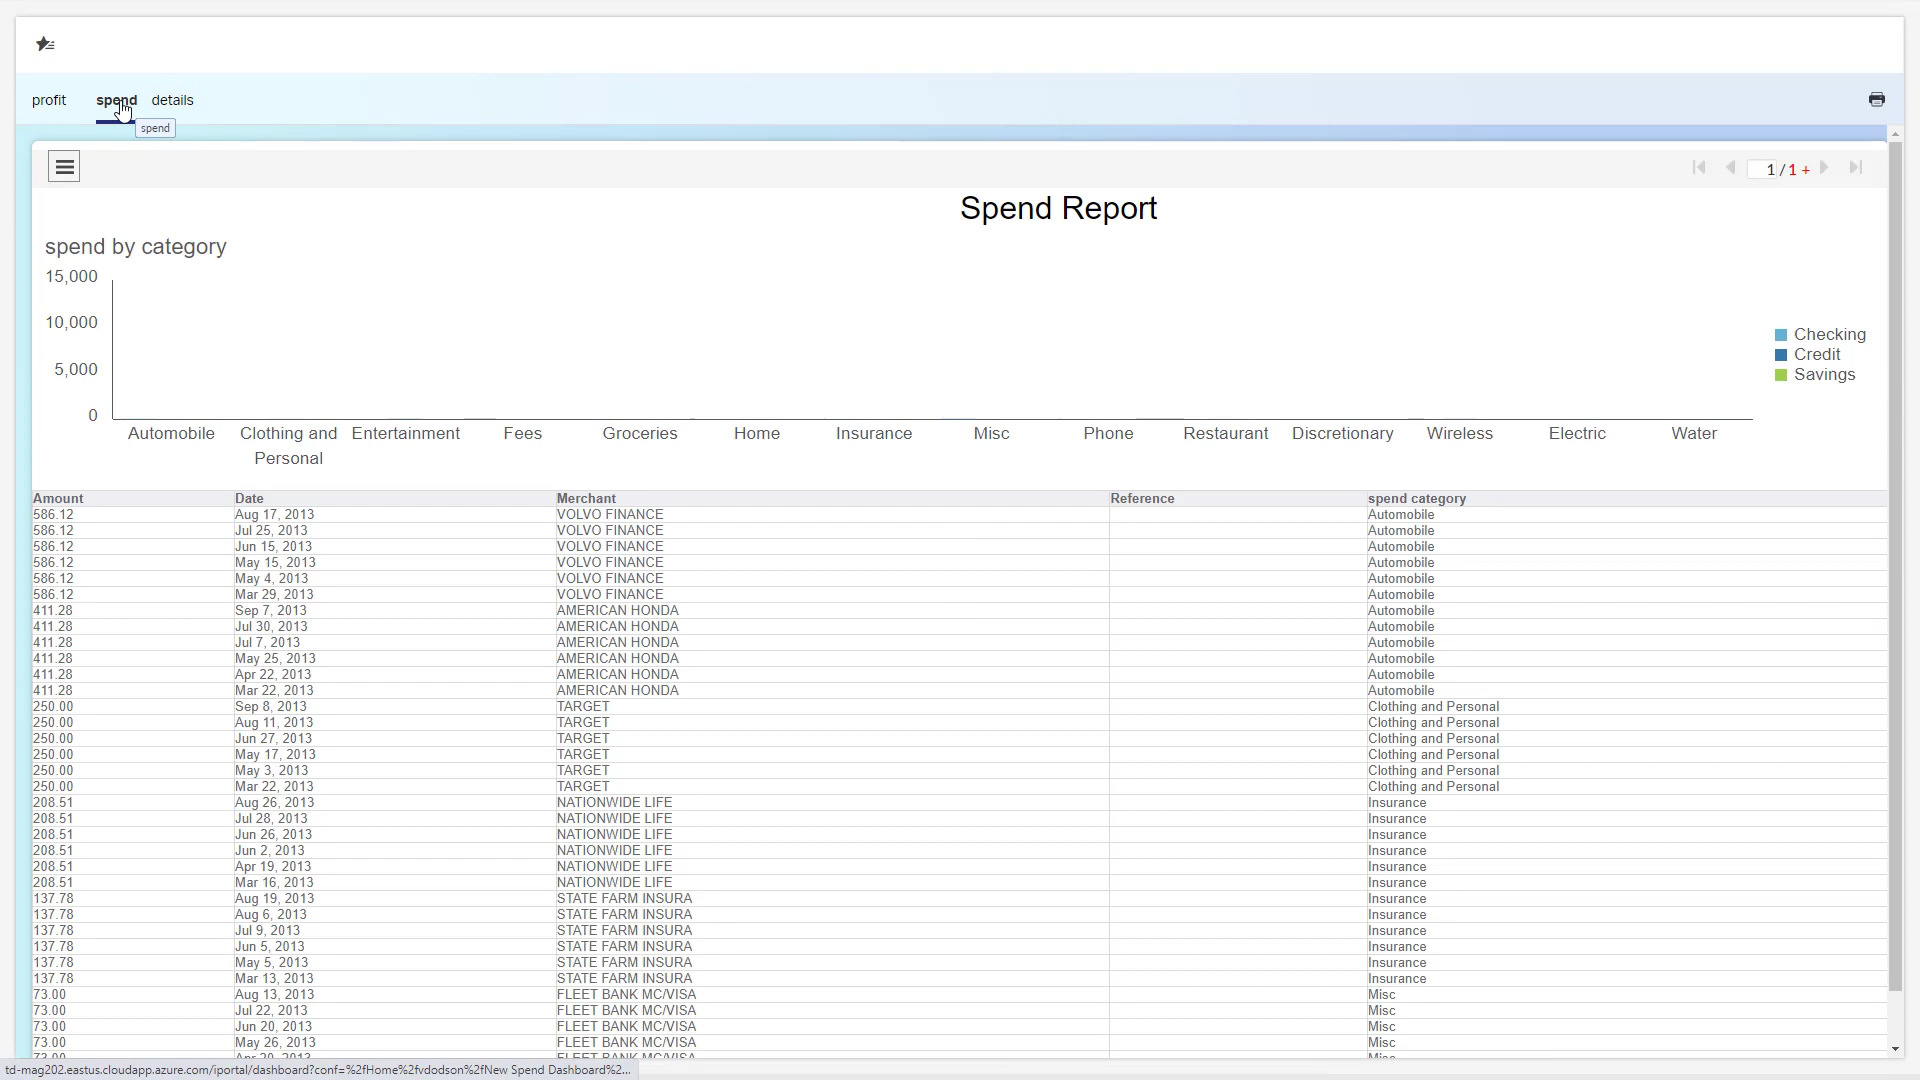 profit spend details
spend
1 / 1 +
Spend Report
spend by category
15,000
10,000
5,000
0
Checking
Credit
Savings
Automobile Clothing and Personal Entertainment Fees Groceries Home Insurance Misc Phone Restaurant Discretionary Wireless Electric Water
Amount Date Merchant Reference spend category
586.12 Aug 17, 2013 VOLVO FINANCE Automobile
586.12 Jul 25, 2013 VOLVO FINANCE Automobile
586.12 Jun 15, 2013 VOLVO FINANCE Automobile
586.12 May 15, 2013 VOLVO FINANCE Automobile
586.12 May 4, 2013 VOLVO FINANCE Automobile
586.12 Mar 29, 2013 VOLVO FINANCE Automobile
411.28 Sep 7, 2013 AMERICAN HONDA Automobile
411.28 Jul 30, 2013 AMERICAN HONDA Automobile
411.28 Jul 7, 2013 AMERICAN HONDA Automobile
411.28 May 25, 2013 AMERICAN HONDA Automobile
411.28 Apr 22, 2013 AMERICAN HONDA Automobile
411.28 Mar 22, 2013 AMERICAN HONDA Automobile
250.00 Sep 8, 2013 TARGET Clothing and Personal
250.00 Aug 11, 2013 TARGET Clothing and Personal
250.00 Jun 27, 2013 TARGET Clothing and Personal
250.00 May 17, 2013 TARGET Clothing and Personal
250.00 May 3, 2013 TARGET Clothing and Personal
250.00 Mar 22, 2013 TARGET Clothing and Personal
208.51 Aug 26, 2013 NATIONWIDE LIFE Insurance
208.51 Jul 28, 2013 NATIONWIDE LIFE Insurance
208.51 Jun 26, 2013 NATIONWIDE LIFE Insurance
208.51 Jun 2, 2013 NATIONWIDE LIFE Insurance
208.51 Apr 19, 2013 NATIONWIDE LIFE Insurance
208.51 Mar 16, 2013 NATIONWIDE LIFE Insurance
137.78 Aug 19, 2013 STATE FARM INSURA Insurance
137.78 Aug 6, 2013 STATE FARM INSURA Insurance
137.78 Jul 9, 2013 STATE FARM INSURA Insurance
137.78 Jun 5, 2013 STATE FARM INSURA Insurance
137.78 May 5, 2013 STATE FARM INSURA Insurance
137.78 Mar 13, 2013 STATE FARM INSURA Insurance
73.00 Aug 13, 2013 FLEET BANK MC/VISA Misc
73.00 Jul 22, 2013 FLEET BANK MC/VISA Misc
73.00 Jun 20, 2013 FLEET BANK MC/VISA Misc
73.00 May 26, 2013 FLEET BANK MC/VISA Misc
73.00 Apr 20, 2013 FLEET BANK MC/VISA Misc
td-mag202.eastus.cloudapp.azure.com/iportal/dashboard?conf=%2fHome%2fvdodson%2fNew Spend Dashboard%2...